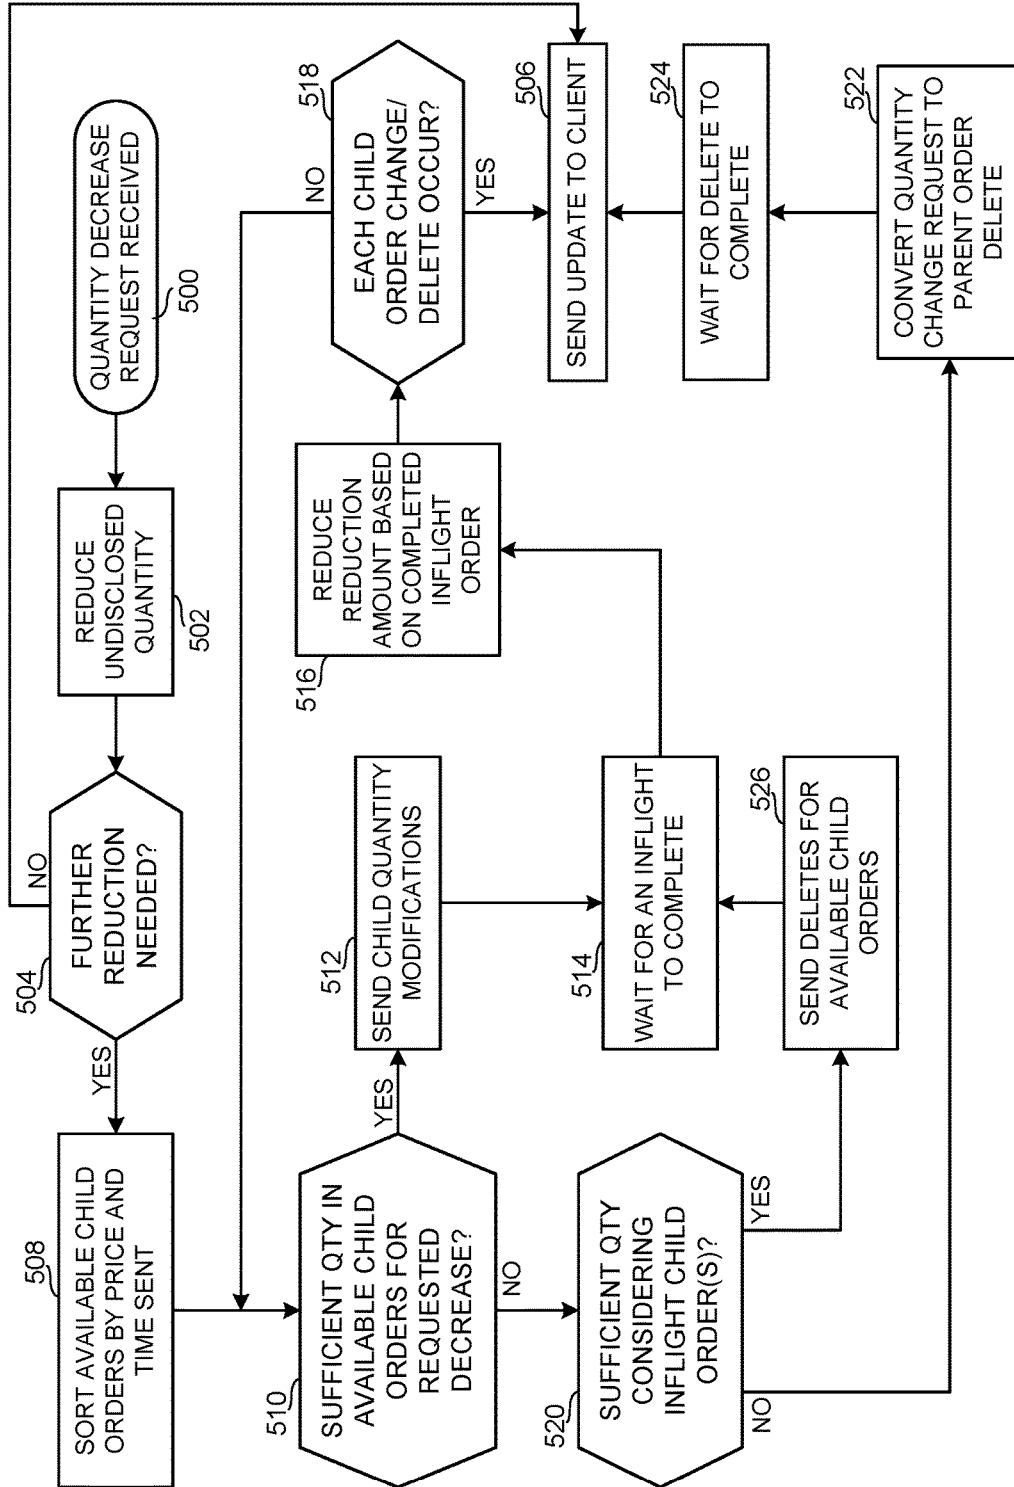 QUANTITY DECREASE
REQUEST RECEIVED
500
REDUCE
UNDISCLOSED
QUANTITY
502
504
FURTHER
REDUCTION
NEEDED?
NO
YES
508
SORT AVAILABLE CHILD
ORDERS BY PRICE AND
TIME SENT
510
SUFFICIENT QTY IN
AVAILABLE CHILD
ORDERS FOR
REQUESTED
DECREASE?
YES
NO
512
SEND CHILD QUANTITY
MODIFICATIONS
514
WAIT FOR AN INFLIGHT
TO COMPLETE
516
REDUCE
REDUCTION
AMOUNT BASED
ON COMPLETED
INFLIGHT
ORDER
518
EACH CHILD
ORDER CHANGE/
DELETE OCCUR?
NO
YES
506
SEND UPDATE TO CLIENT
520
SUFFICIENT QTY
CONSIDERING
INFLIGHT CHILD
ORDER(S)?
YES
NO
526
SEND DELETES FOR
AVAILABLE CHILD
ORDERS
524
WAIT FOR DELETE TO
COMPLETE
522
CONVERT QUANTITY
CHANGE REQUEST TO
PARENT ORDER
DELETE